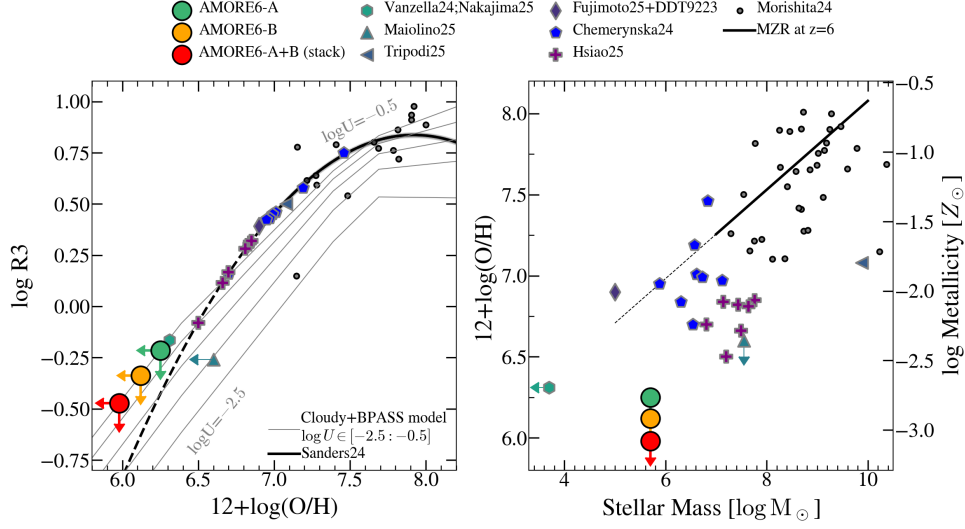 AMORE6-A
AMORE6-B
AMORE6-A+B (stack)
Vanzella24;Nakajima25
Maiolino25
Tripodi25
Fujimoto25+DDT9223
Chemerynska24
Hsiao25
Morishita24
MZR at z=6
1.00
0.75
0.50
0.25
0.00
−0.25
−0.50
−0.75
log R3
logU=−0.5
logU=−2.5
Cloudy+BPASS model
log U∈[−2.5 : −0.5]
Sanders24
6.0 6.5 7.0 7.5 8.0
12+log(O/H)
8.0
7.5
7.0
6.5
6.0
12+log(O/H)
4 6 8 10
Stellar Mass [log M⊙]
−0.5
−1.0
−1.5
−2.0
−2.5
−3.0
log Metallicity [Z⊙]